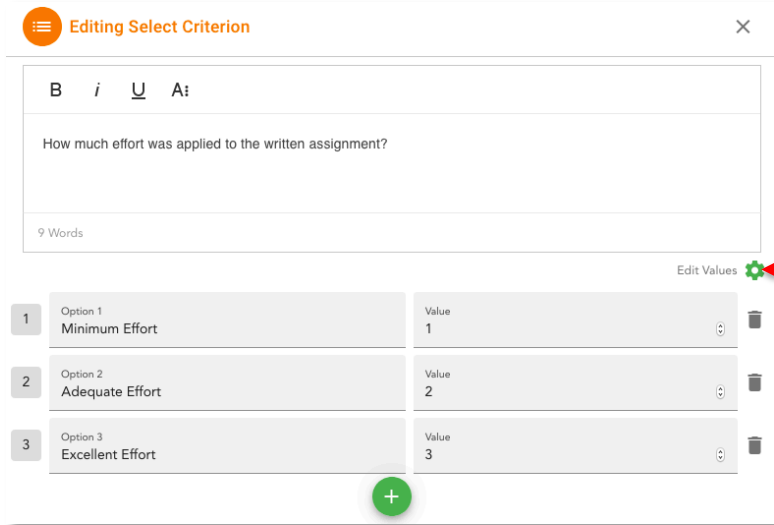 Editing Select Criterion
B i U A
How much effort was applied to the written assignment?
9 Words
Edit Values
1
Option 1
Minimum Effort
Value
1
2
Option 2
Adequate Effort
Value
2
3
Option 3
Excellent Effort
Value
3